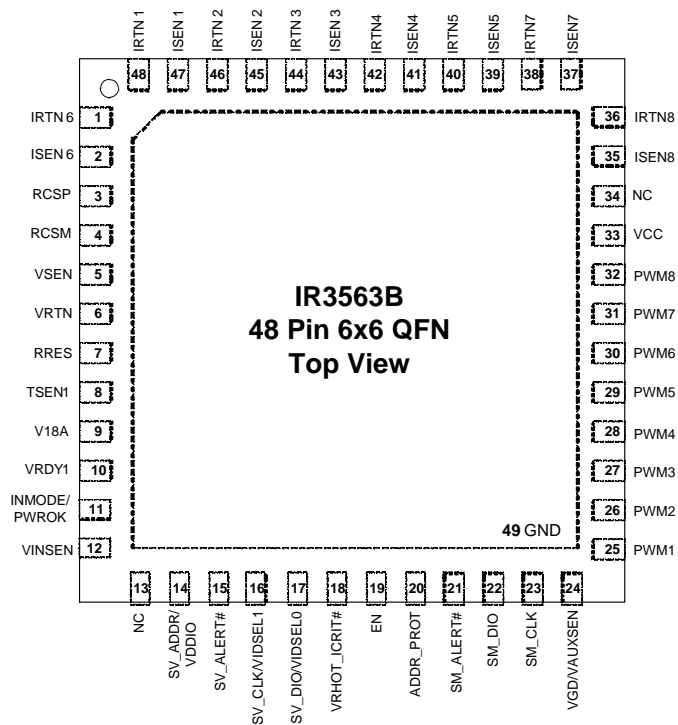 IRTN 1
ISEN 1
IRTN 2
ISEN 2
IRTN 3
ISEN 3
IRTN4
ISEN4
IRTN5
ISEN5
IRTN7
ISEN7
48
47
46
45
44
43
42
41
40
39
38
37
IRTN 6
1
ISEN 6
2
RCSP
3
RCSM
4
VSEN
5
VRTN
6
RRES
7
TSEN1
8
V18A
9
VRDY1
10
INMODE/
PWROK
11
VINSEN
12
IR3563B
48 Pin 6x6 QFN
Top View
49 GND
36
IRTN8
35
ISEN8
34
NC
33
VCC
32
PWM8
31
PWM7
30
PWM6
29
PWM5
28
PWM4
27
PWM3
26
PWM2
25
PWM1
13
14
15
16
17
18
19
20
21
22
23
24
NC
SV_ADDR/
VDDIO
SV_ALERT#
SV_CLK/VIDSEL1
SV_DIO/VIDSEL0
VRHOT_ICRIT#
EN
ADDR_PROT
SM_ALERT#
SM_DIO
SM_CLK
VGD/VAUXSEN